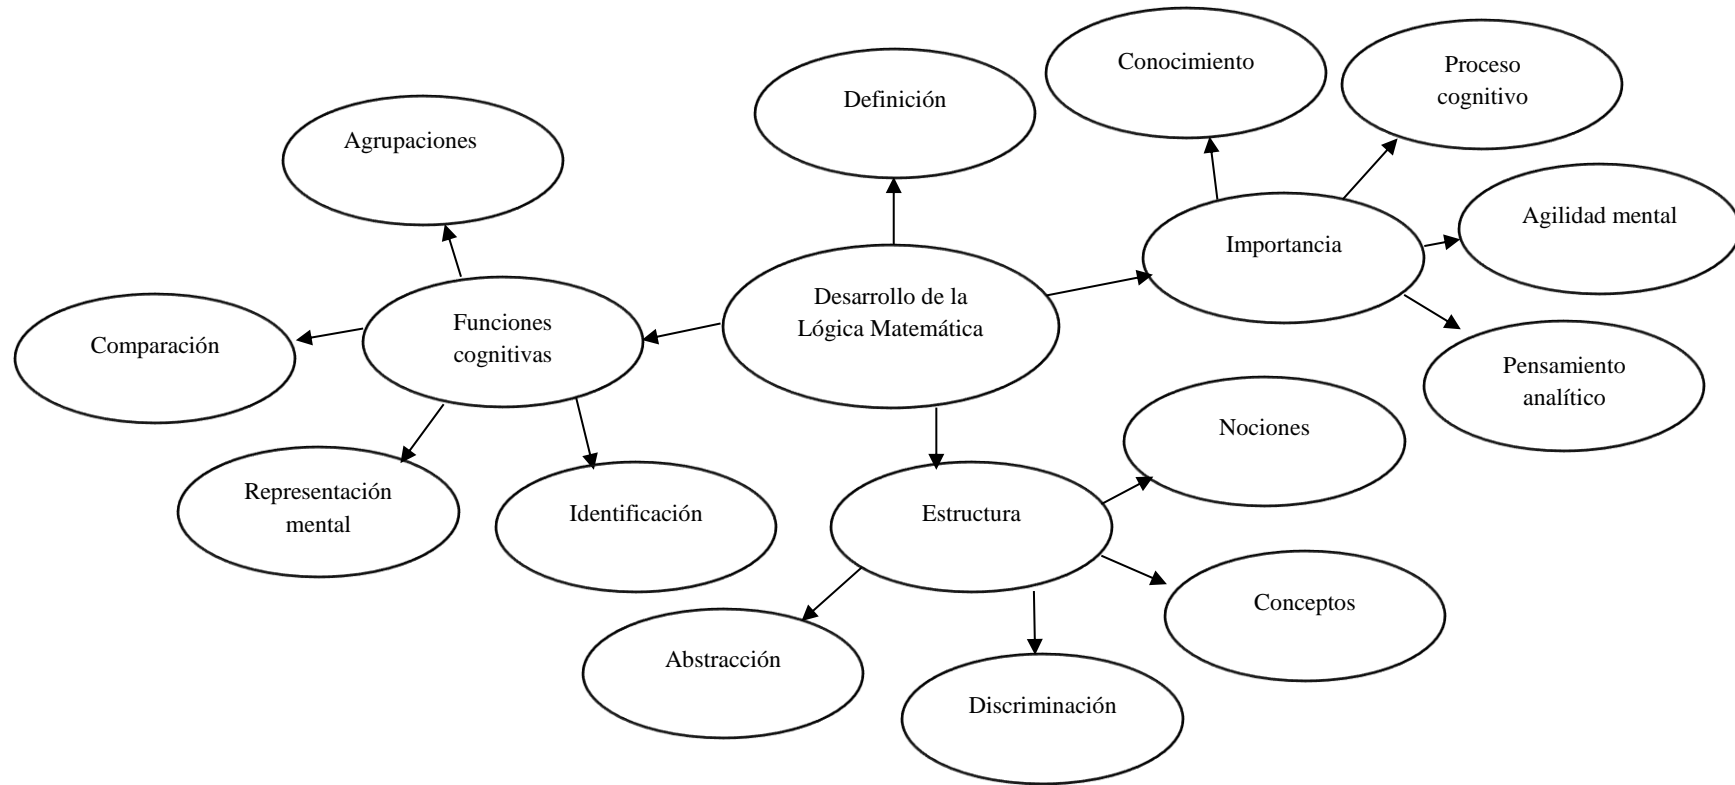 Conocimiento
Proceso
cognitivo
Definición
Agrupaciones
Agilidad mental
Importancia
Desarrollo de la
Lógica Matemática
Funciones
cognitivas
Comparación
Pensamiento
analítico
Nociones
Representación
mental
Identificación
Estructura
Conceptos
Abstracción
Discriminación